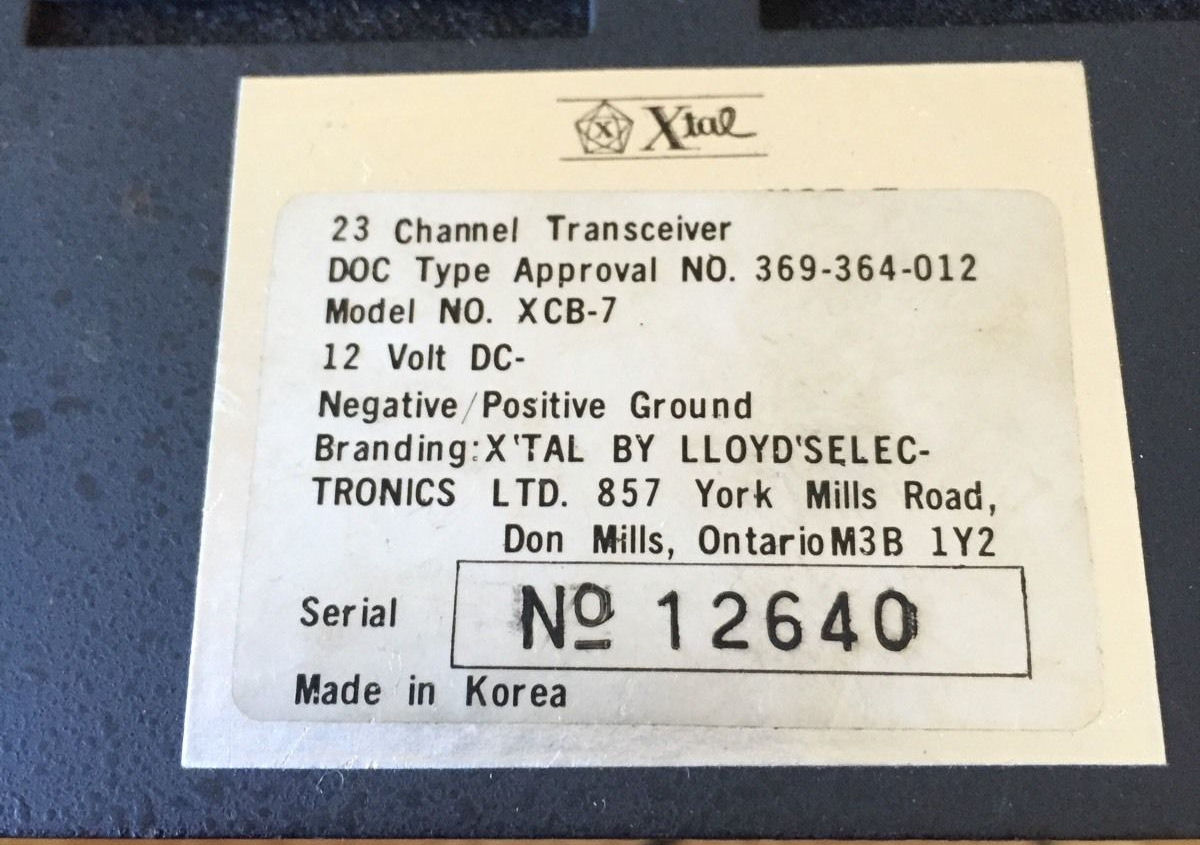 X Xtal
23 Channel Transceiver
DOC Type Approval NO. 369-364-012
Model NO. XCB-7
12 Volt DC-
Negative/Positive Ground
Branding:X'TAL BY LLOYD'SELEC-
TRONICS LTD. 857 York Mills Road,
Don Mills, OntarioM3B 1Y2
Serial Nº 12640
Made in Korea